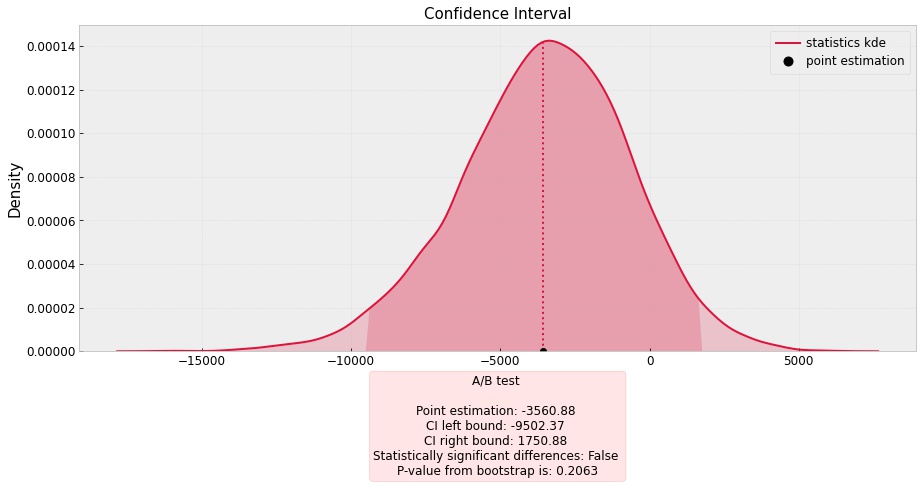 Confidence Interval
statistics kde
point estimation
Density
0.00014
0.00012
0.00010
0.00008
0.00006
0.00004
0.00002
0.00000
−15000 −10000 −5000 0 5000
A/B test
Point estimation: -3560.88
CI left bound: -9502.37
CI right bound: 1750.88
Statistically significant differences: False
P-value from bootstrap is: 0.2063